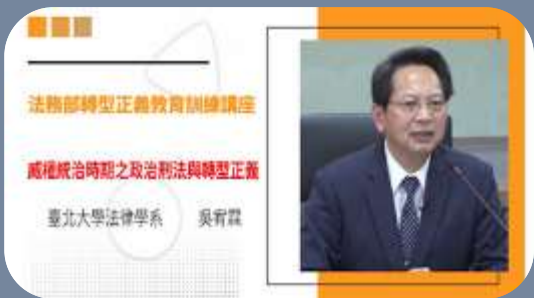 法務部轉型正義教育訓練講座
威權統治時期之政治刑法與轉型正義
臺北大學法律學系 吳宥霖